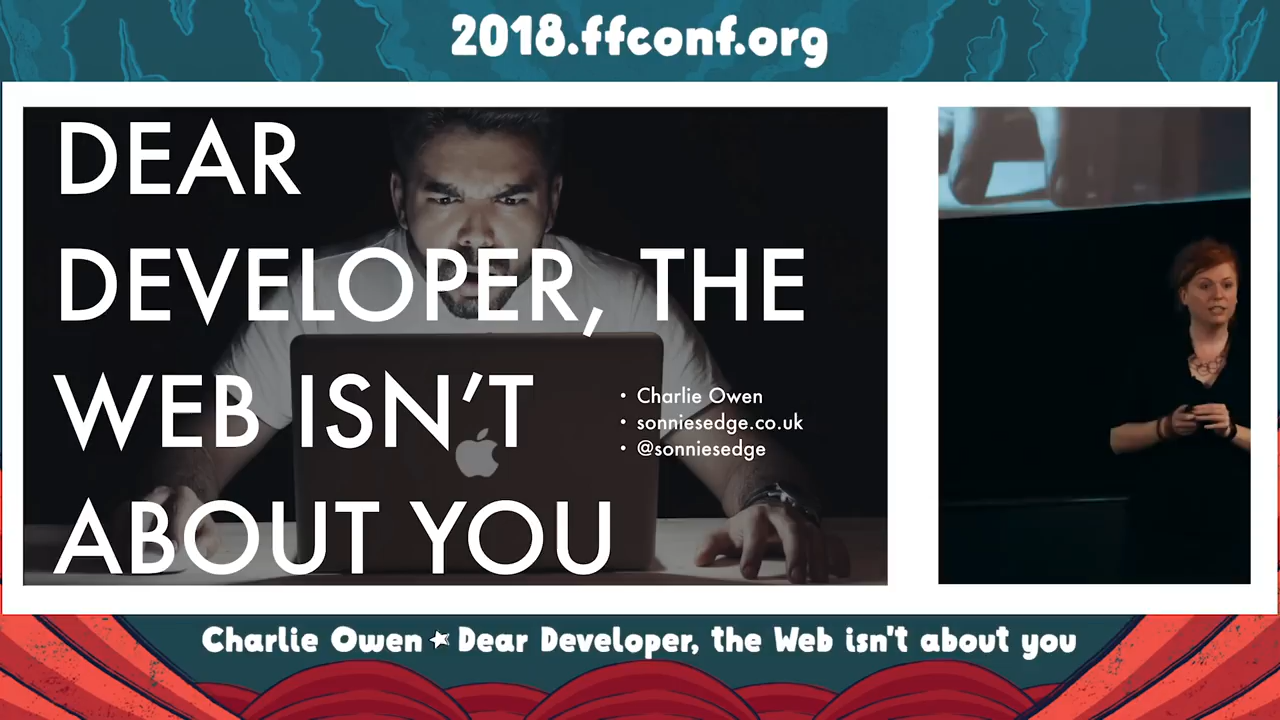 2018.ffconf.org
DEAR
DEVELOPER, THE
WEB ISN’T
ABOUT YOU
• Charlie Owen
• sonniesedge.co.uk
• @sonniesedge
Charlie Owen ★ Dear Developer, the Web isn't about you